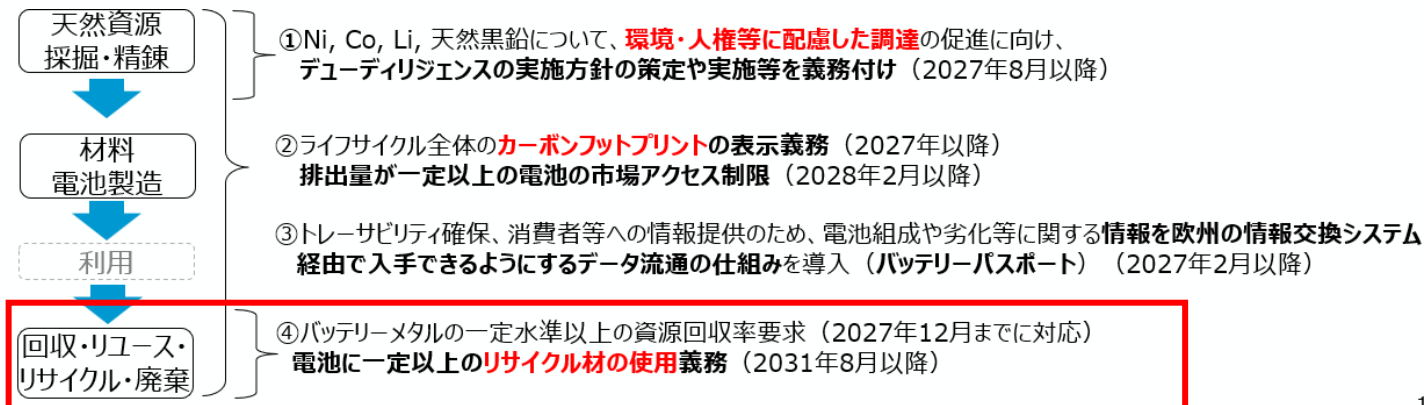 天然資源
採掘・精錬
①Ni, Co, Li, 天然黒鉛について、環境・人権等に配慮した調達の促進に向け、
デューディリジェンスの実施方針の策定や実施等を義務付け（2027年8月以降）
材料
電池製造
②ライフサイクル全体のカーボンフットプリントの表示義務（2027年以降）
排出量が一定以上の電池の市場アクセス制限（2028年2月以降）
利用
③トレーサビリティ確保、消費者等への情報提供のため、電池組成や劣化等に関する情報を欧州の情報交換システム
経由で入手できるようにするデータ流通の仕組みを導入（バッテリーパスポート）（2027年2月以降）
回収・リユース・
リサイクル・廃棄
④バッテリーメタルの一定水準以上の資源回収率要求（2027年12月までに対応）
電池に一定以上のリサイクル材の使用義務（2031年8月以降）